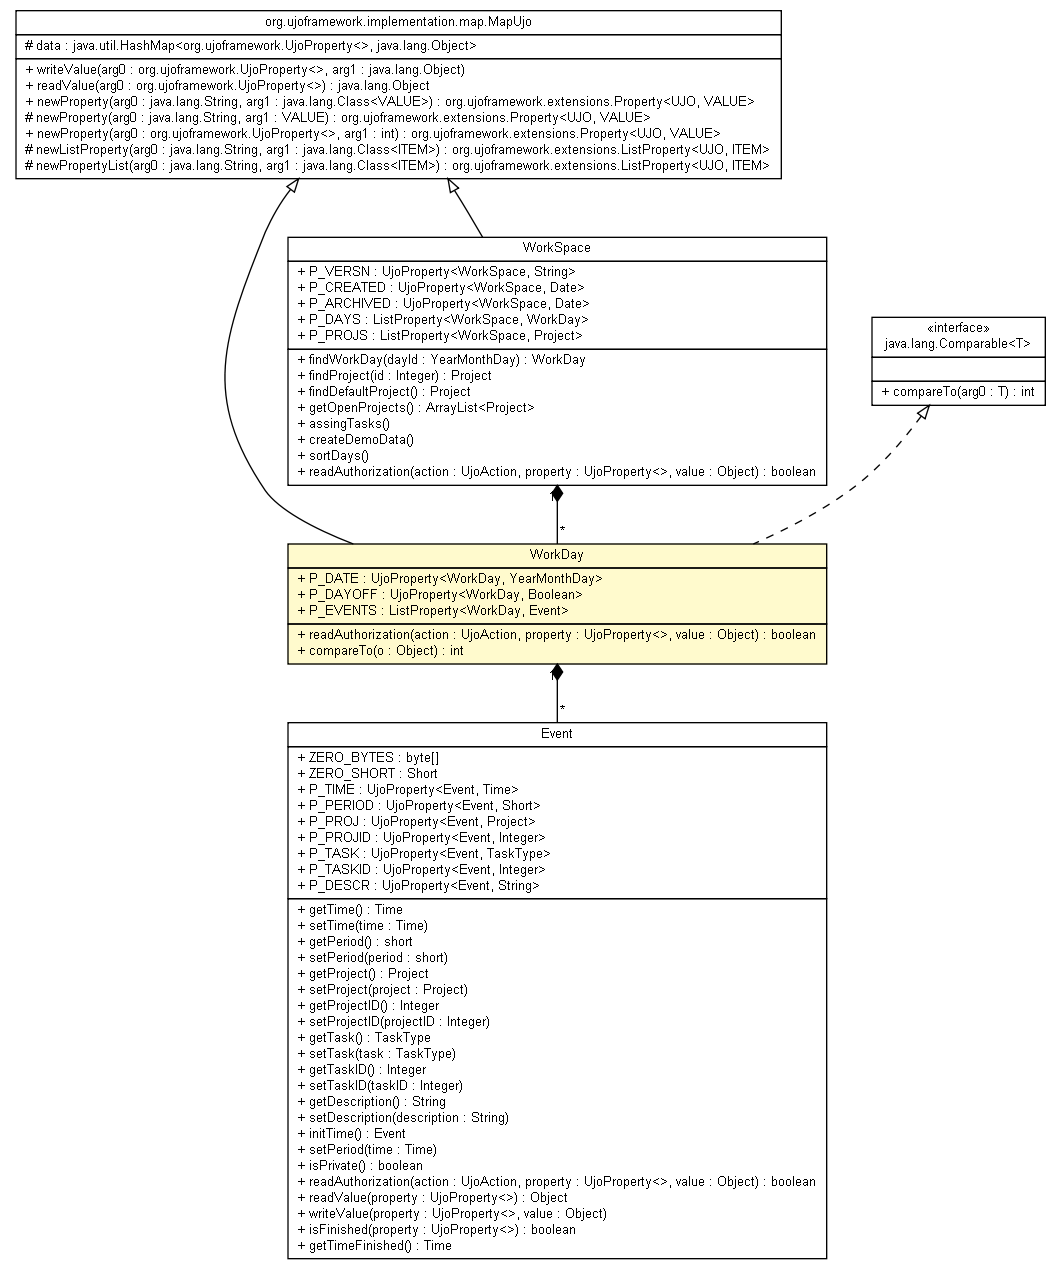 org.ujoframework.implementation.map.MapUjo
# data : java.util.HashMap<org.ujoframework.UjoProperty<>, java.lang.Object>
+ writeValue(arg0 : org.ujoframework.UjoProperty<>, arg1 : java.lang.Object)
+ readValue(arg0 : org.ujoframework.UjoProperty<>) : java.lang.Object
+ newProperty(arg0 : java.lang.String, arg1 : java.lang.Class<VALUE>) : org.ujoframework.extensions.Property<UJO, VALUE>
# newProperty(arg0 : java.lang.String, arg1 : VALUE) : org.ujoframework.extensions.Property<UJO, VALUE>
+ newProperty(arg0 : org.ujoframework.UjoProperty<>, arg1 : int) : org.ujoframework.extensions.Property<UJO, VALUE>
# newListProperty(arg0 : java.lang.String, arg1 : java.lang.Class<ITEM>) : org.ujoframework.extensions.ListProperty<UJO, ITEM>
# newPropertyList(arg0 : java.lang.String, arg1 : java.lang.Class<ITEM>) : org.ujoframework.extensions.ListProperty<UJO, ITEM>
WorkSpace
+ P_VERSN : UjoProperty<WorkSpace, String>
+ P_CREATED : UjoProperty<WorkSpace, Date>
+ P_ARCHIVED : UjoProperty<WorkSpace, Date>
+ P_DAYS : ListProperty<WorkSpace, WorkDay>
+ P_PROJS : ListProperty<WorkSpace, Project>
+ findWorkDay(dayId : YearMonthDay) : WorkDay
+ findProject(id : Integer) : Project
+ findDefaultProject() : Project
+ getOpenProjects() : ArrayList<Project>
+ assingTasks()
+ createDemoData()
+ sortDays()
+ readAuthorization(action : UjoAction, property : UjoProperty<>, value : Object) : boolean
«interface»
java.lang.Comparable<T>
+ compareTo(arg0 : T) : int
1
*
WorkDay
+ P_DATE : UjoProperty<WorkDay, YearMonthDay>
+ P_DAYOFF : UjoProperty<WorkDay, Boolean>
+ P_EVENTS : ListProperty<WorkDay, Event>
+ readAuthorization(action : UjoAction, property : UjoProperty<>, value : Object) : boolean
+ compareTo(o : Object) : int
1
*
Event
+ ZERO_BYTES : byte[]
+ ZERO_SHORT : Short
+ P_TIME : UjoProperty<Event, Time>
+ P_PERIOD : UjoProperty<Event, Short>
+ P_PROJ : UjoProperty<Event, Project>
+ P_PROJID : UjoProperty<Event, Integer>
+ P_TASK : UjoProperty<Event, TaskType>
+ P_TASKID : UjoProperty<Event, Integer>
+ P_DESCR : UjoProperty<Event, String>
+ getTime() : Time
+ setTime(time : Time)
+ getPeriod() : short
+ setPeriod(period : short)
+ getProject() : Project
+ setProject(project : Project)
+ getProjectID() : Integer
+ setProjectID(projectID : Integer)
+ getTask() : TaskType
+ setTask(task : TaskType)
+ getTaskID() : Integer
+ setTaskID(taskID : Integer)
+ getDescription() : String
+ setDescription(description : String)
+ initTime() : Event
+ setPeriod(time : Time)
+ isPrivate() : boolean
+ readAuthorization(action : UjoAction, property : UjoProperty<>, value : Object) : boolean
+ readValue(property : UjoProperty<>) : Object
+ writeValue(property : UjoProperty<>, value : Object)
+ isFinished(property : UjoProperty<>) : boolean
+ getTimeFinished() : Time